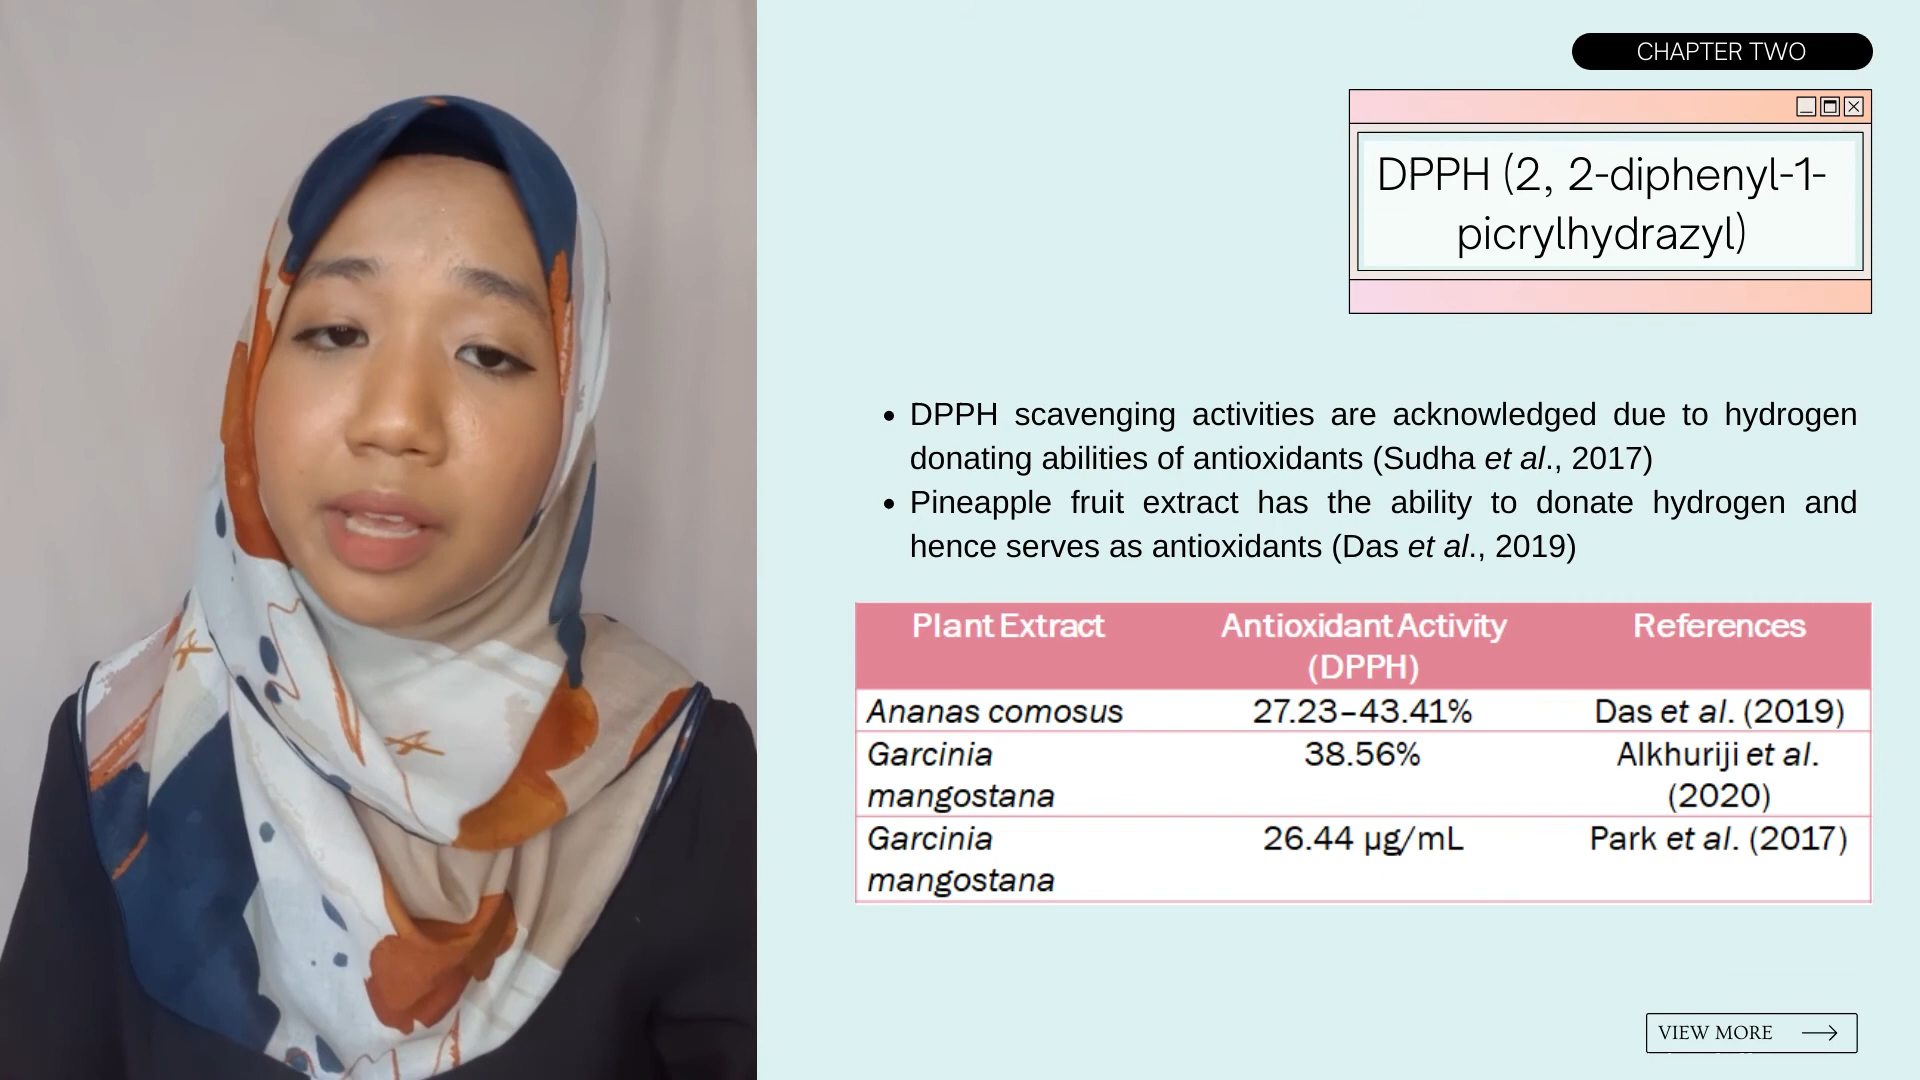 CHAPTER TWO
DPPH (2, 2-diphenyl-1-
picrylhydrazyl)
• DPPH scavenging activities are acknowledged due to hydrogen
donating abilities of antioxidants (Sudha et al., 2017)
• Pineapple fruit extract has the ability to donate hydrogen and
hence serves as antioxidants (Das et al., 2019)
Plant Extract Antioxidant Activity References
(DPPH)
Ananas comosus 27.23–43.41% Das et al. (2019)
Garcinia 38.56% Alkhuriji et al.
mangostana (2020)
Garcinia 26.44 µg/mL Park et al. (2017)
mangostana
VIEW MORE